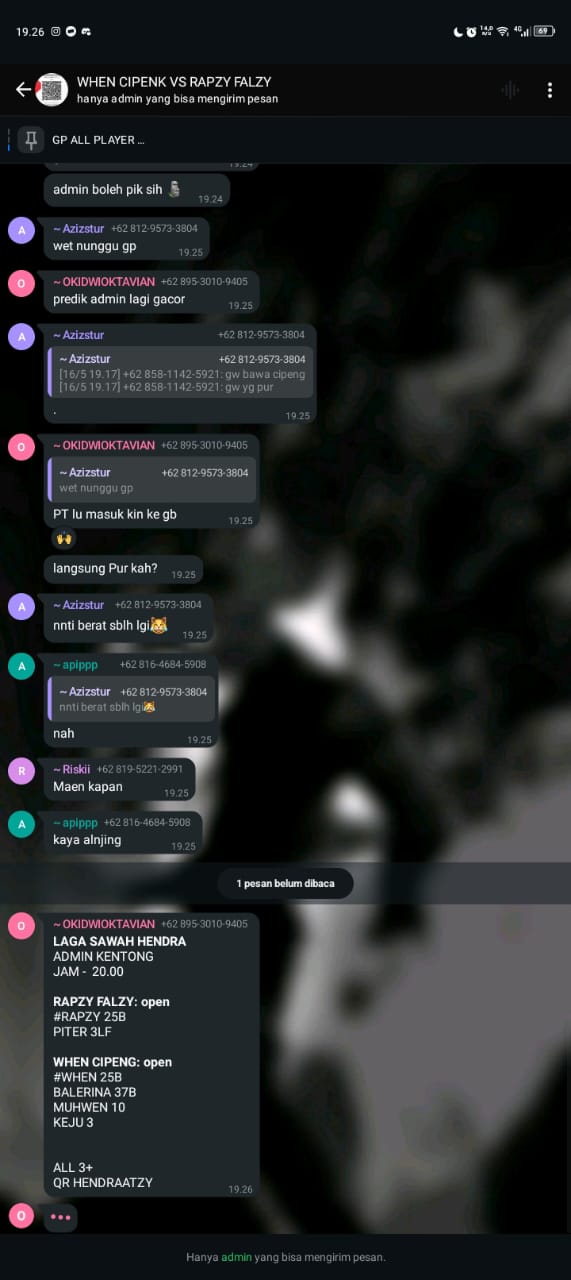 19.26
14,0
K/S
4G
69
WHEN CIPENK VS RAPZY FALZY
hanya admin yang bisa mengirim pesan
GP ALL PLAYER ...
19.24
admin boleh pik sih
19.24
A
~ Azizstur +62 812-9573-3804
wet nunggu gp
19.25
O
~ OKIDWIOKTAVIAN +62 895-3010-9405
predik admin lagi gacor
19.25
A
~ Azizstur +62 812-9573-3804
~ Azizstur +62 812-9573-3804
[16/5 19.17] +62 858-1142-5921: gw bawa cipeng
[16/5 19.17] +62 858-1142-5921: gw yg pur
.
19.25
O
~ OKIDWIOKTAVIAN +62 895-3010-9405
~ Azizstur +62 812-9573-3804
wet nunggu gp
PT lu masuk kin ke gb
19.25
🙌
langsung Pur kah?
19.25
A
~ Azizstur +62 812-9573-3804
nnti berat sblh lgi😹
19.25
A
~ apippp +62 816-4684-5908
~ Azizstur +62 812-9573-3804
nnti berat sblh lgi😹
nah
19.25
R
~ Riskii +62 819-5221-2991
Maen kapan
19.25
A
~ apippp +62 816-4684-5908
kaya alnjing
19.25
1 pesan belum dibaca
O
~ OKIDWIOKTAVIAN +62 895-3010-9405
LAGA SAWAH HENDRA
ADMIN KENTONG
JAM - 20.00
RAPZY FALZY: open
#RAPZY 25B
PITER 3LF
WHEN CIPENG: open
#WHEN 25B
BALERINA 37B
MUHWEN 10
KEJU 3
ALL 3+
QR HENDRAATZY
19.26
O
Hanya admin yang bisa mengirim pesan.